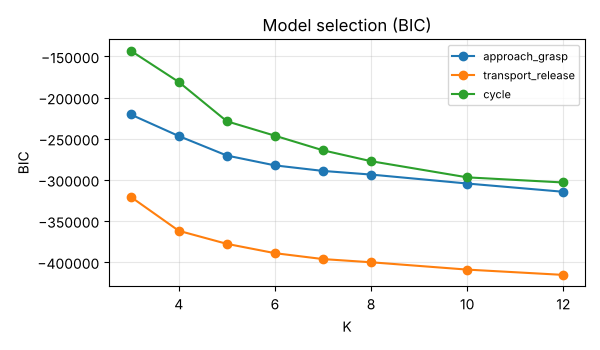 Model selection (BIC)
approach_grasp
transport_release
cycle
BIC
−150000
−200000
−250000
−300000
−350000
−400000
4 6 8 10 12
K